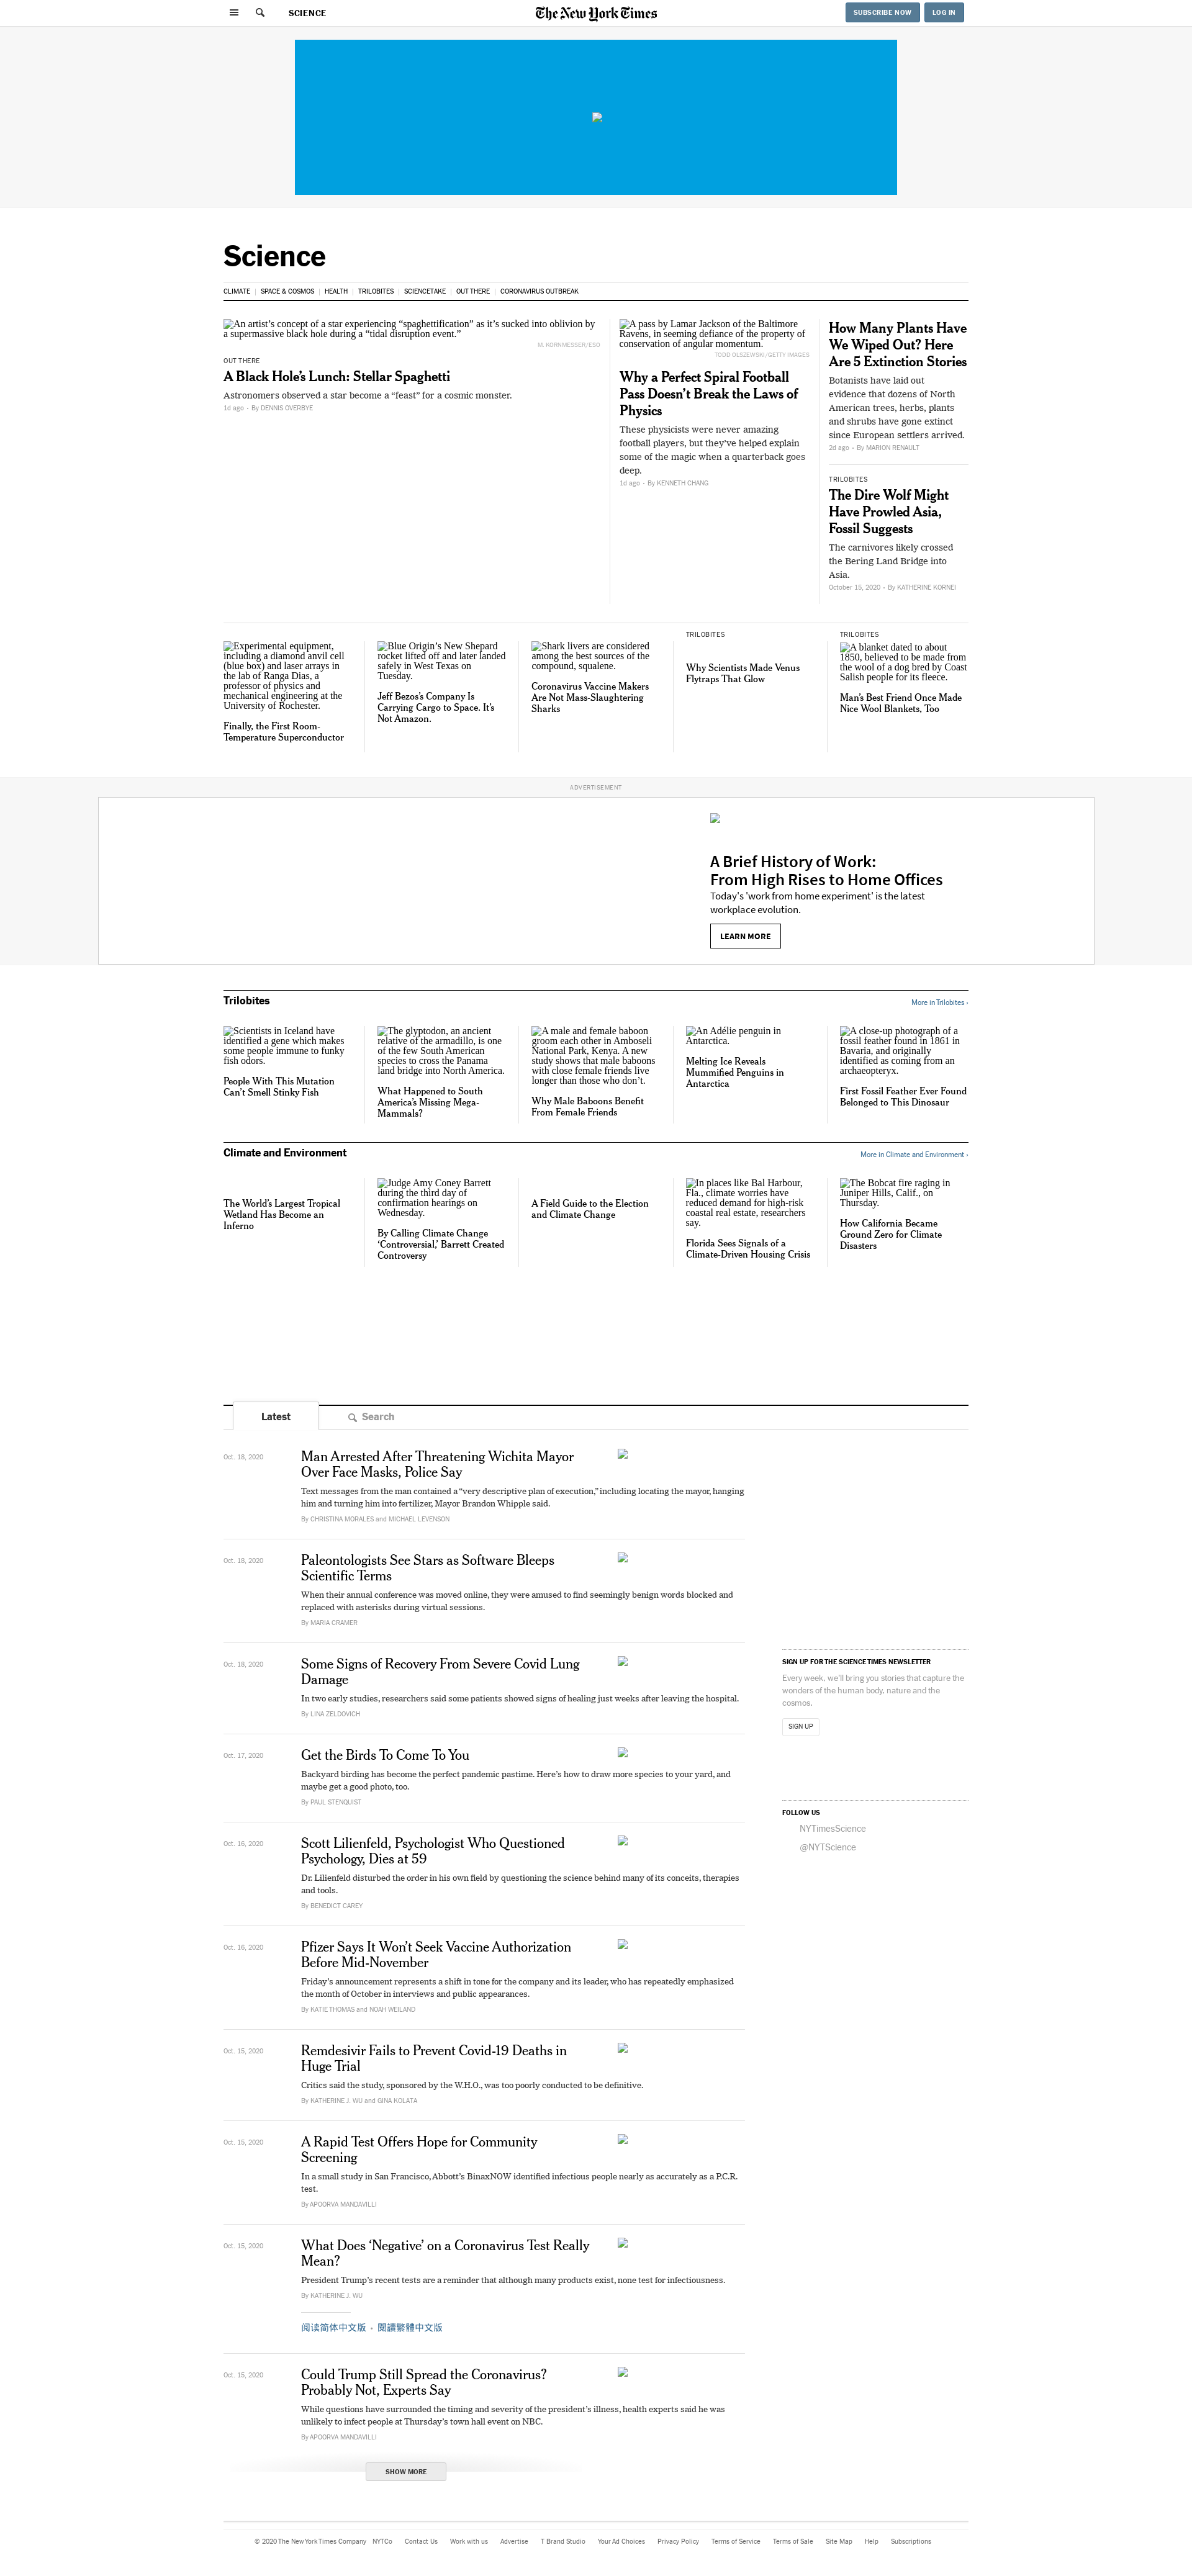 SCIENCE
The New York Times
SUBSCRIBE NOW
LOG IN
Science
CLIMATE
SPACE & COSMOS
HEALTH
TRILOBITES
SCIENCETAKE
OUT THERE
CORONAVIRUS OUTBREAK
An artist’s concept of a star experiencing “spaghettification” as it’s sucked into oblivion by
a supermassive black hole during a “tidal disruption event.”
M. KORNMESSER/ESO
OUT THERE
A Black Hole’s Lunch: Stellar Spaghetti
Astronomers observed a star become a “feast” for a cosmic monster.
1d ago - By DENNIS OVERBYE
A pass by Lamar Jackson of the Baltimore
Ravens, in seeming defiance of the property of
conservation of angular momentum.
TODD OLSZEWSKI/GETTY IMAGES
Why a Perfect Spiral Football
Pass Doesn’t Break the Laws of
Physics
These physicists were never amazing
football players, but they’ve helped explain
some of the magic when a quarterback goes
deep.
1d ago - By KENNETH CHANG
How Many Plants Have
We Wiped Out? Here
Are 5 Extinction Stories
Botanists have laid out
evidence that dozens of North
American trees, herbs, plants
and shrubs have gone extinct
since European settlers arrived.
2d ago - By MARION RENAULT
TRILOBITES
The Dire Wolf Might
Have Prowled Asia,
Fossil Suggests
The carnivores likely crossed
the Bering Land Bridge into
Asia.
October 15, 2020 - By KATHERINE KORNEI
Experimental equipment,
including a diamond anvil cell
(blue box) and laser arrays in
the lab of Ranga Dias, a
professor of physics and
mechanical engineering at the
University of Rochester.
Finally, the First Room-
Temperature Superconductor
Blue Origin’s New Shepard
rocket lifted off and later landed
safely in West Texas on
Tuesday.
Jeff Bezos’s Company Is
Carrying Cargo to Space. It’s
Not Amazon.
Shark livers are considered
among the best sources of the
compound, squalene.
Coronavirus Vaccine Makers
Are Not Mass-Slaughtering
Sharks
TRILOBITES
Why Scientists Made Venus
Flytraps That Glow
TRILOBITES
A blanket dated to about
1850, believed to be made from
the wool of a dog bred by Coast
Salish people for its fleece.
Man’s Best Friend Once Made
Nice Wool Blankets, Too
ADVERTISEMENT
A Brief History of Work:
From High Rises to Home Offices
Today’s ‘work from home experiment’ is the latest
workplace evolution.
LEARN MORE
Trilobites
More in Trilobites ›
Scientists in Iceland have
identified a gene which makes
some people immune to funky
fish odors.
People With This Mutation
Can’t Smell Stinky Fish
The glyptodon, an ancient
relative of the armadillo, is one
of the few South American
species to cross the Panama
land bridge into North America.
What Happened to South
America’s Missing Mega-
Mammals?
A male and female baboon
groom each other in Amboseli
National Park, Kenya. A new
study shows that male baboons
with close female friends live
longer than those who don’t.
Why Male Baboons Benefit
From Female Friends
An Adélie penguin in
Antarctica.
Melting Ice Reveals
Mummified Penguins in
Antarctica
A close-up photograph of a
fossil feather found in 1861 in
Bavaria, and originally
identified as coming from an
archaeopteryx.
First Fossil Feather Ever Found
Belonged to This Dinosaur
Climate and Environment
More in Climate and Environment ›
The World’s Largest Tropical
Wetland Has Become an
Inferno
Judge Amy Coney Barrett
during the third day of
confirmation hearings on
Wednesday.
By Calling Climate Change
‘Controversial,’ Barrett Created
Controversy
A Field Guide to the Election
and Climate Change
In places like Bal Harbour,
Fla., climate worries have
reduced demand for high-risk
coastal real estate, researchers
say.
Florida Sees Signals of a
Climate-Driven Housing Crisis
The Bobcat fire raging in
Juniper Hills, Calif., on
Thursday.
How California Became
Ground Zero for Climate
Disasters
Latest
Search
Oct. 18, 2020
Man Arrested After Threatening Wichita Mayor
Over Face Masks, Police Say
Text messages from the man contained a “very descriptive plan of execution,” including locating the mayor, hanging
him and turning him into fertilizer, Mayor Brandon Whipple said.
By CHRISTINA MORALES and MICHAEL LEVENSON
Oct. 18, 2020
Paleontologists See Stars as Software Bleeps
Scientific Terms
When their annual conference was moved online, they were amused to find seemingly benign words blocked and
replaced with asterisks during virtual sessions.
By MARIA CRAMER
Oct. 18, 2020
Some Signs of Recovery From Severe Covid Lung
Damage
In two early studies, researchers said some patients showed signs of healing just weeks after leaving the hospital.
By LINA ZELDOVICH
Oct. 17, 2020
Get the Birds To Come To You
Backyard birding has become the perfect pandemic pastime. Here’s how to draw more species to your yard, and
maybe get a good photo, too.
By PAUL STENQUIST
Oct. 16, 2020
Scott Lilienfeld, Psychologist Who Questioned
Psychology, Dies at 59
Dr. Lilienfeld disturbed the order in his own field by questioning the science behind many of its conceits, therapies
and tools.
By BENEDICT CAREY
Oct. 16, 2020
Pfizer Says It Won’t Seek Vaccine Authorization
Before Mid-November
Friday’s announcement represents a shift in tone for the company and its leader, who has repeatedly emphasized
the month of October in interviews and public appearances.
By KATIE THOMAS and NOAH WEILAND
Oct. 15, 2020
Remdesivir Fails to Prevent Covid-19 Deaths in
Huge Trial
Critics said the study, sponsored by the W.H.O., was too poorly conducted to be definitive.
By KATHERINE J. WU and GINA KOLATA
Oct. 15, 2020
A Rapid Test Offers Hope for Community
Screening
In a small study in San Francisco, Abbott’s BinaxNOW identified infectious people nearly as accurately as a P.C.R.
test.
By APOORVA MANDAVILLI
Oct. 15, 2020
What Does ‘Negative’ on a Coronavirus Test Really
Mean?
President Trump’s recent tests are a reminder that although many products exist, none test for infectiousness.
By KATHERINE J. WU
阅读简体中文版 - 閱讀繁體中文版
Oct. 15, 2020
Could Trump Still Spread the Coronavirus?
Probably Not, Experts Say
While questions have surrounded the timing and severity of the president’s illness, health experts said he was
unlikely to infect people at Thursday’s town hall event on NBC.
By APOORVA MANDAVILLI
SHOW MORE
SIGN UP FOR THE SCIENCE TIMES NEWSLETTER
Every week, we’ll bring you stories that capture the
wonders of the human body, nature and the
cosmos.
SIGN UP
FOLLOW US
NYTimesScience
@NYTScience
© 2020 The New York Times Company
NYTCo
Contact Us
Work with us
Advertise
T Brand Studio
Your Ad Choices
Privacy Policy
Terms of Service
Terms of Sale
Site Map
Help
Subscriptions